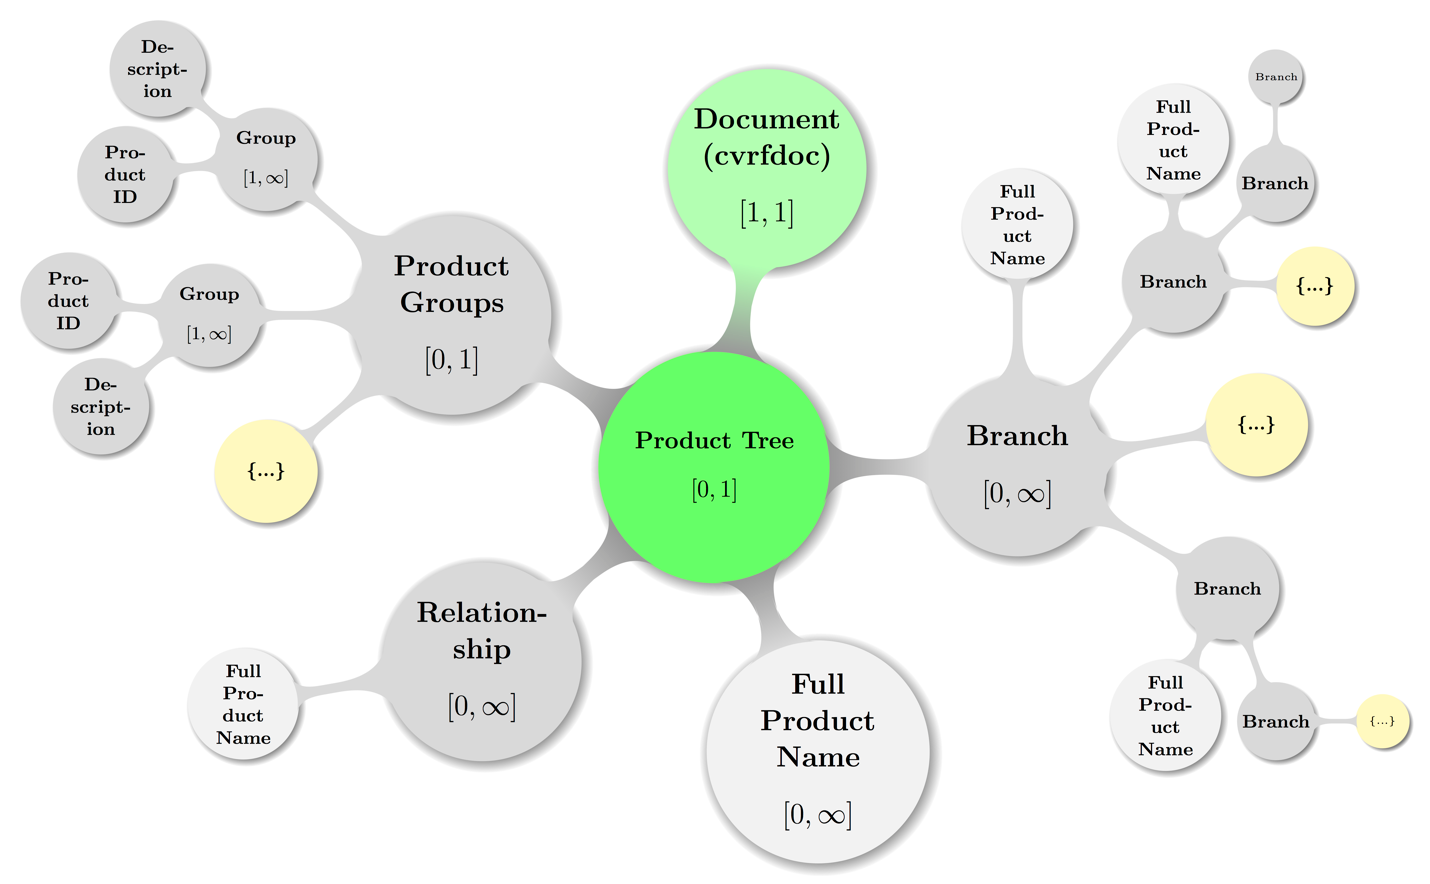 De-
script-
ion
Group
[1, ∞]
Pro-
duct
ID
Pro-
duct
ID
Group
[1, ∞]
De-
script-
ion
{...}
Product
Groups
[0, 1]
Document
(cvrfdoc)
[1, 1]
Product Tree
[0, 1]
Relation-
ship
[0, ∞]
Full
Pro-
duct
Name
Full
Product
Name
[0, ∞]
Branch
[0, ∞]
Full
Prod-
uct
Name
Full
Prod-
uct
Name
Branch
Branch
Branch
{...}
{...}
Branch
Full
Prod-
uct
Name
Branch
{...}